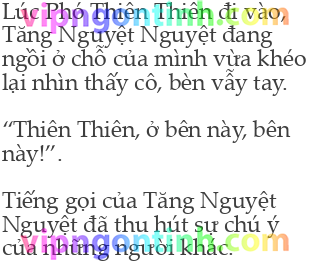 Lúc Phó Thiên Thiên đi vào,
Tăng Nguyệt Nguyệt đang
ngồi ở chỗ của mình vừa khéo
lại nhìn thấy cô, bèn vẫy tay.
“Thiên Thiên, ở bên này, bên
này!”.
Tiếng gọi của Tăng Nguyệt
Nguyệt đã thu hút sự chú ý
của những người khác.
vipngontinh.com
vipngontinh.com